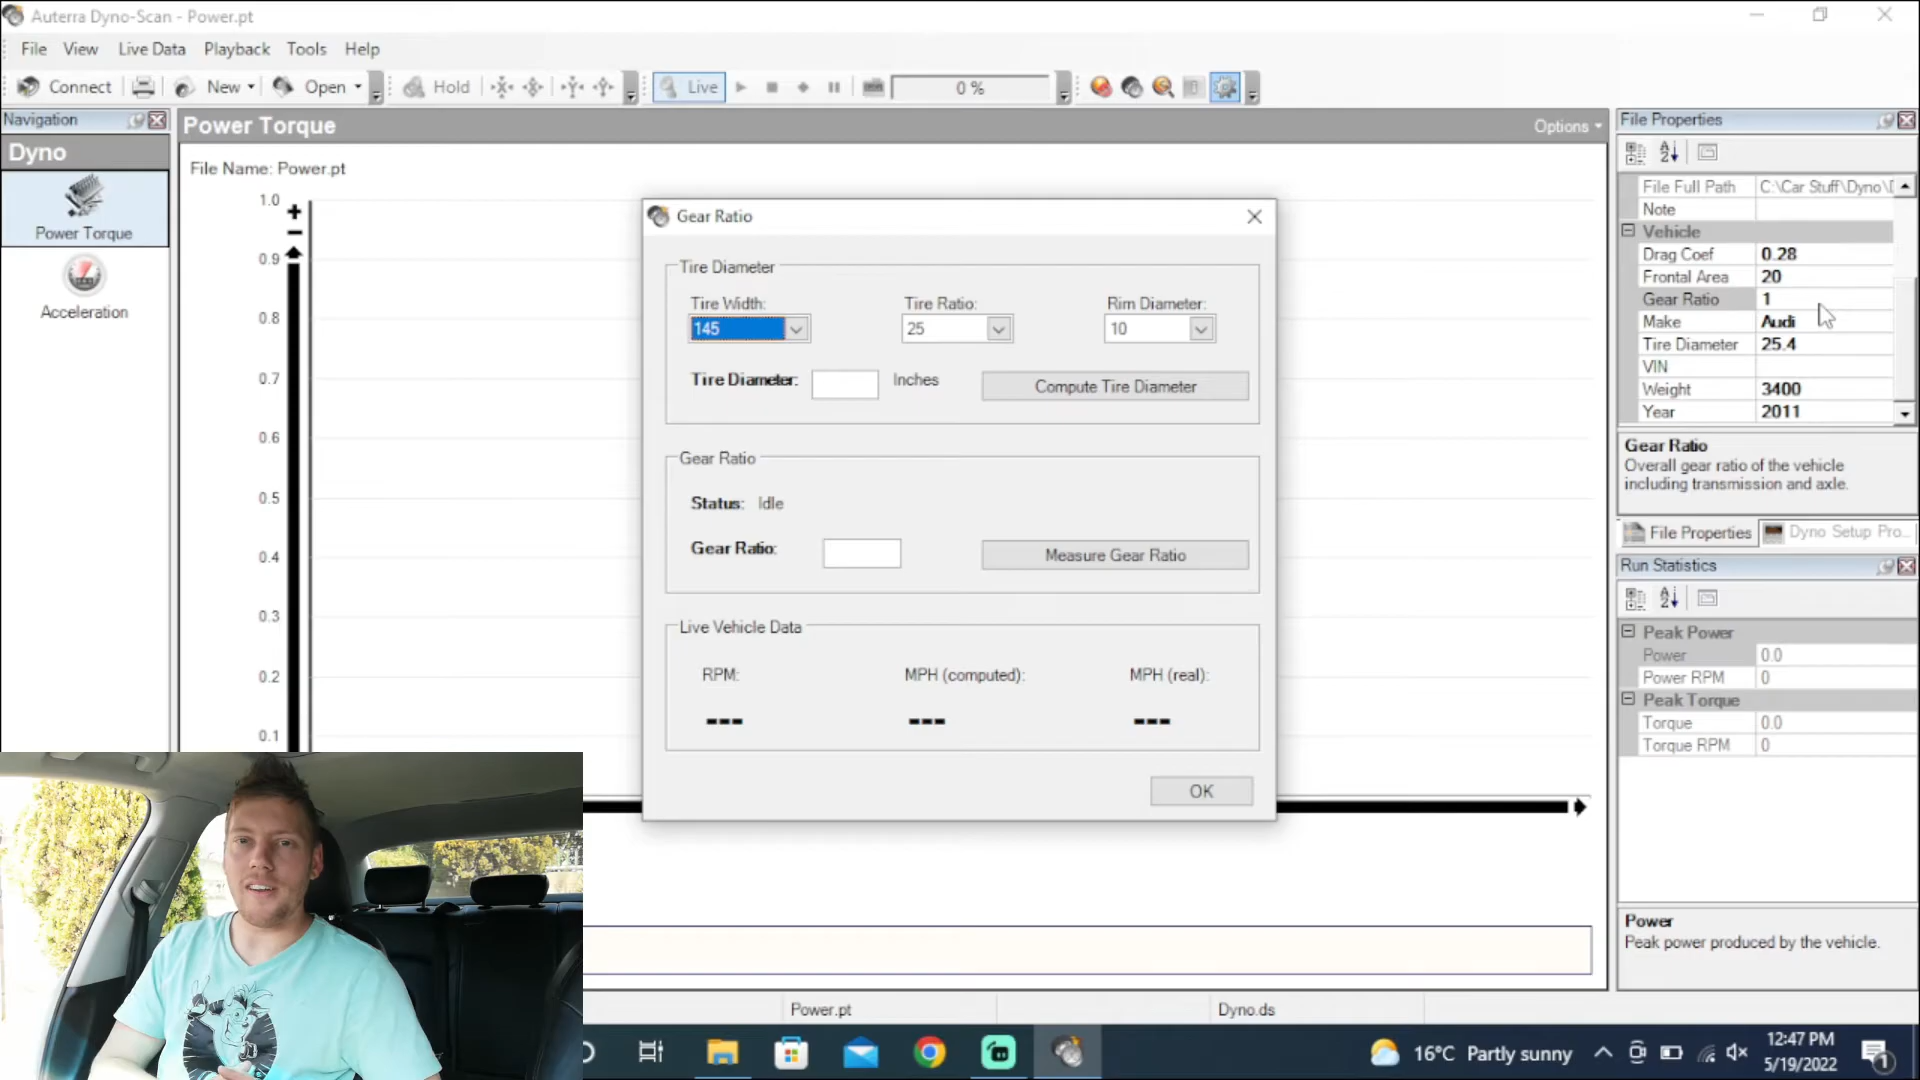 Auterra Dyno-Scan - Power.pt
File View Live Data Playback Tools Help
Connect New Open Hold Live 0 %
Navigation
Dyno
Power Torque
Acceleration
Power Torque
Options
File Name: Power.pt
1.0
0.9
0.8
0.7
0.6
0.5
0.4
0.3
0.2
0.1
Gear Ratio
Tire Diameter
Tire Width: Tire Ratio: Rim Diameter:
145 25 10
Tire Diameter: Inches Compute Tire Diameter
Gear Ratio
Status: Idle
Gear Ratio: Measure Gear Ratio
Live Vehicle Data
RPM: MPH (computed): MPH (real):
--- --- ---
OK
File Properties
File Full Path C:\Car Stuff\Dyno\
Note
Vehicle
Drag Coef 0.28
Frontal Area 20
Gear Ratio 1
Make Audi
Tire Diameter 25.4
VIN
Weight 3400
Year 2011
Gear Ratio
Overall gear ratio of the vehicle
including transmission and axle.
File Properties Dyno Setup Pro...
Run Statistics
Peak Power
Power 0.0
Power RPM 0
Peak Torque
Torque 0.0
Torque RPM 0
Power
Peak power produced by the vehicle.
Power.pt Dyno.ds
16°C Partly sunny
12:47 PM
5/19/2022
1